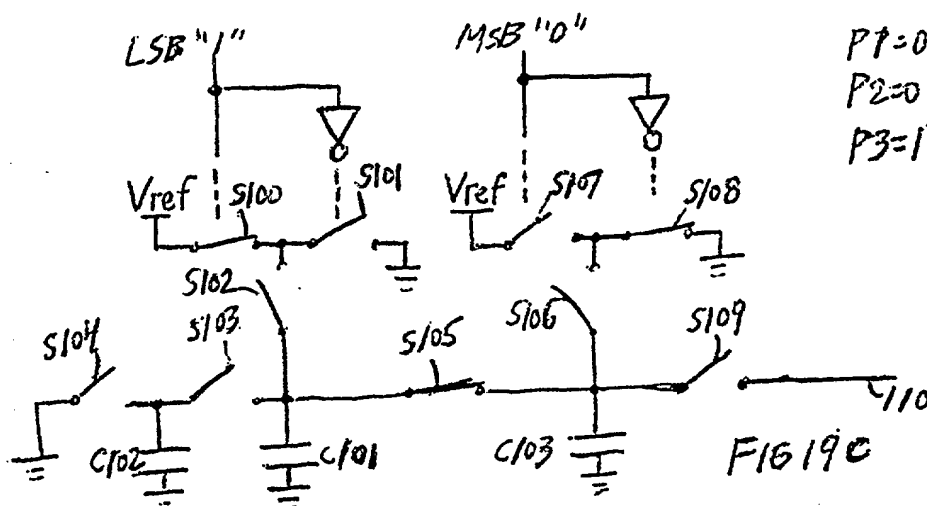 LSB "1"
MSB "0"
P1=0
P2=0
P3=1
Vref
S100
S101
Vref
S107
S108
S102
S103
S104
S105
S106
S109
110
C102
C101
C103
FIG 19C